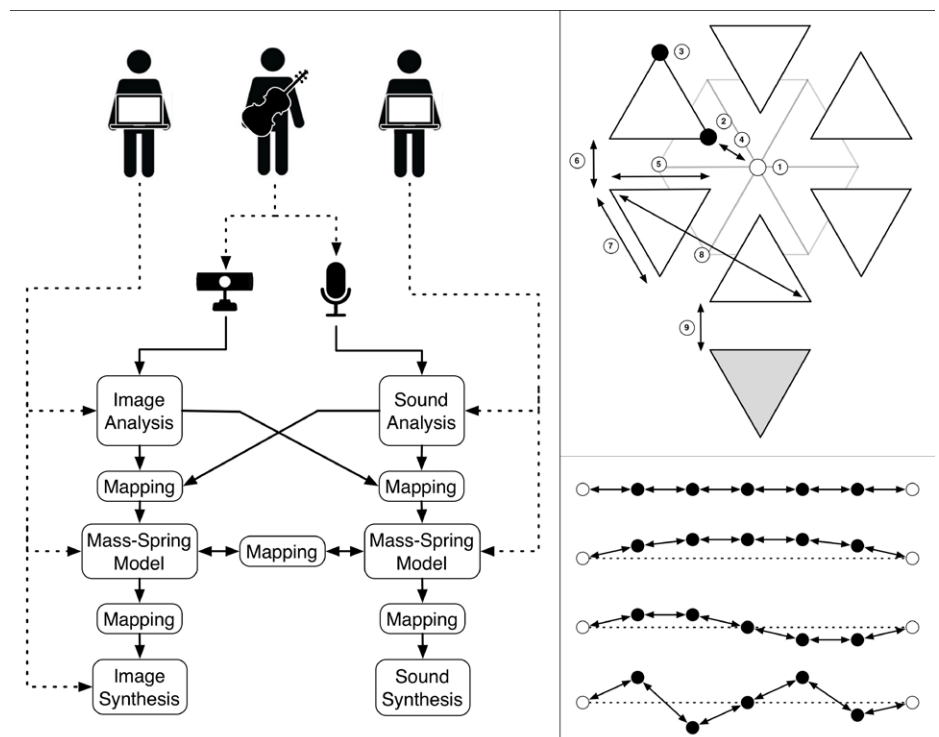 Image
Analysis
Sound
Analysis
Mapping
Mapping
Mass-Spring
Model
Mapping
Mass-Spring
Model
Mapping
Mapping
Image
Synthesis
Sound
Synthesis
3
2
4
1
6
5
7
8
9